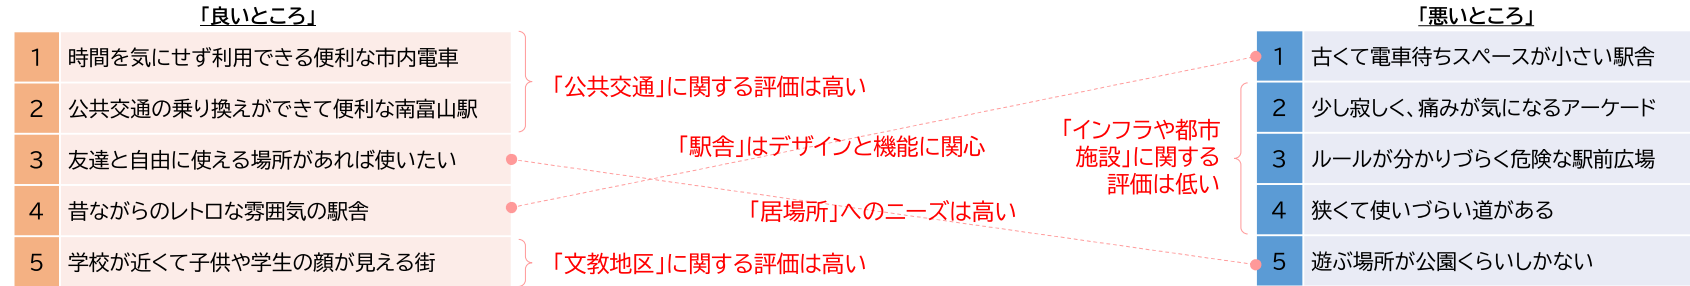 「良いところ」
1 時間を気にせず利用できる便利な市内電車
2 公共交通の乗り換えができて便利な南富山駅
3 友達と自由に使える場所があれば使いたい
4 昔ながらのレトロな雰囲気の駅舎
5 学校が近くて子供や学生の顔が見える街
「公共交通」に関する評価は高い
「駅舎」はデザインと機能に関心
「居場所」へのニーズは高い
「文教地区」に関する評価は高い
「インフラや都市
施設」に関する
評価は低い
「悪いところ」
1 古くて電車待ちスペースが小さい駅舎
2 少し寂しく、痛みが気になるアーケード
3 ルールが分かりづらく危険な駅前広場
4 狭くて使いづらい道がある
5 遊ぶ場所が公園くらいしかない